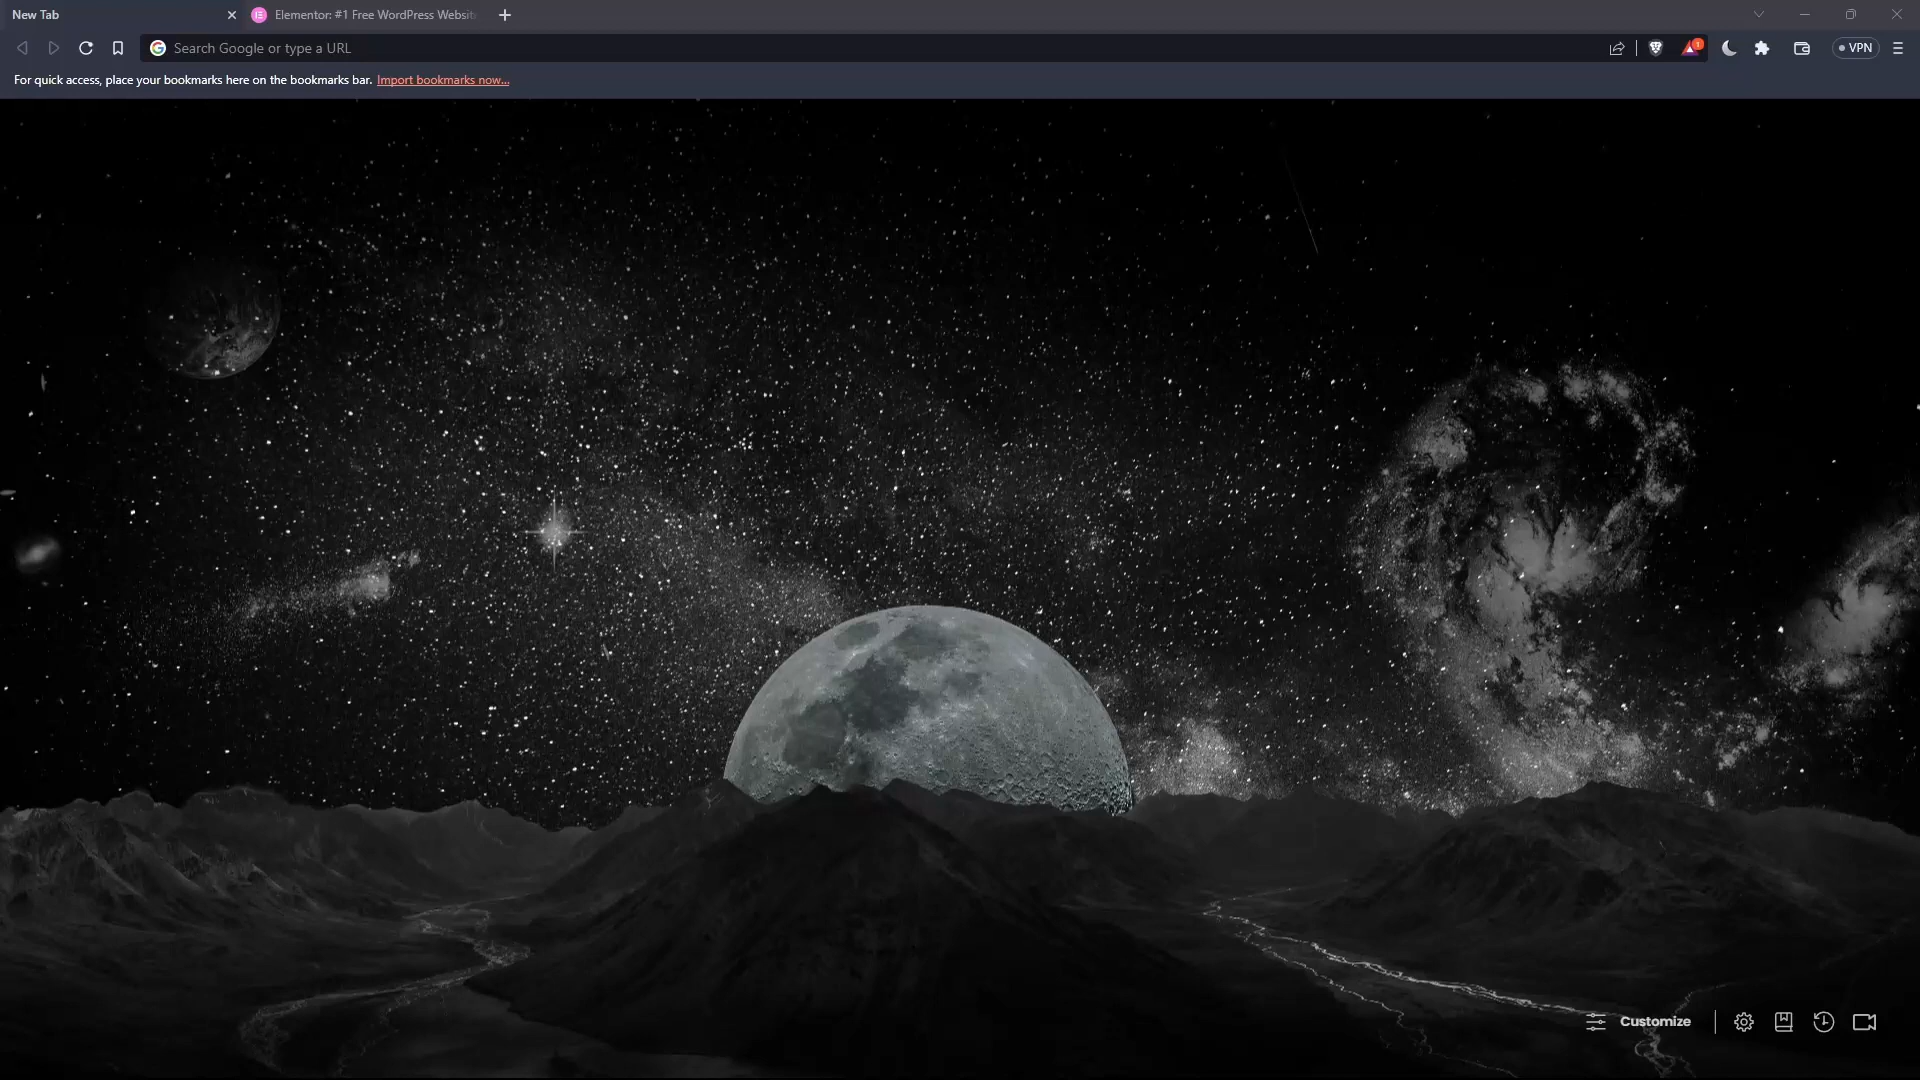 New Tab
Elementor: #1 Free WordPress Websit
Search Google or type a URL
1
VPN
For quick access, place your bookmarks here on the bookmarks bar. Import bookmarks now...
Customize